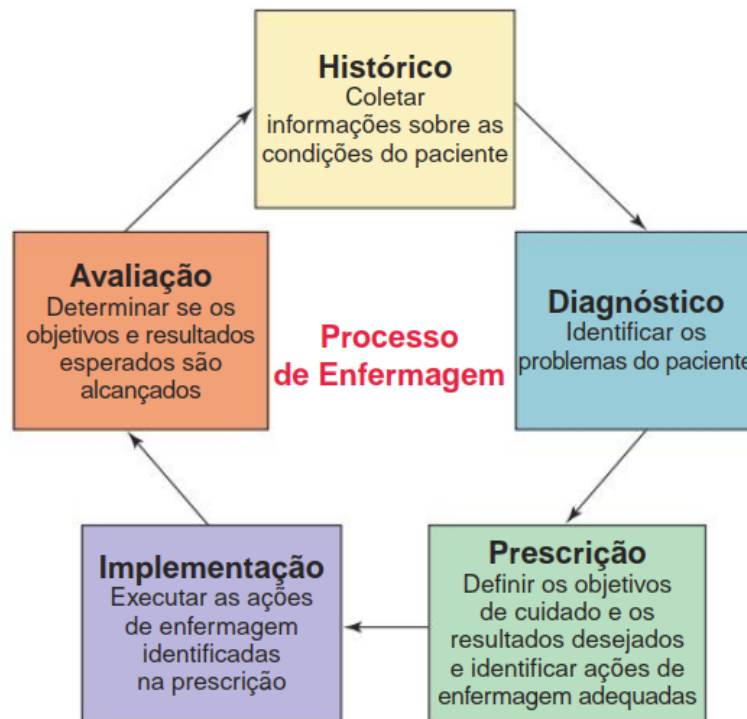 Histórico
Coletar
informações sobre as
condições do paciente
Avaliação
Determinar se os
objetivos e resultados
esperados são
alcançados
Processo
de Enfermagem
Diagnóstico
Identificar os
problemas do paciente
Implementação
Executar as ações
de enfermagem
identificadas
na prescrição
Prescrição
Definir os objetivos
de cuidado e os
resultados desejados
e identificar ações de
enfermagem adequadas